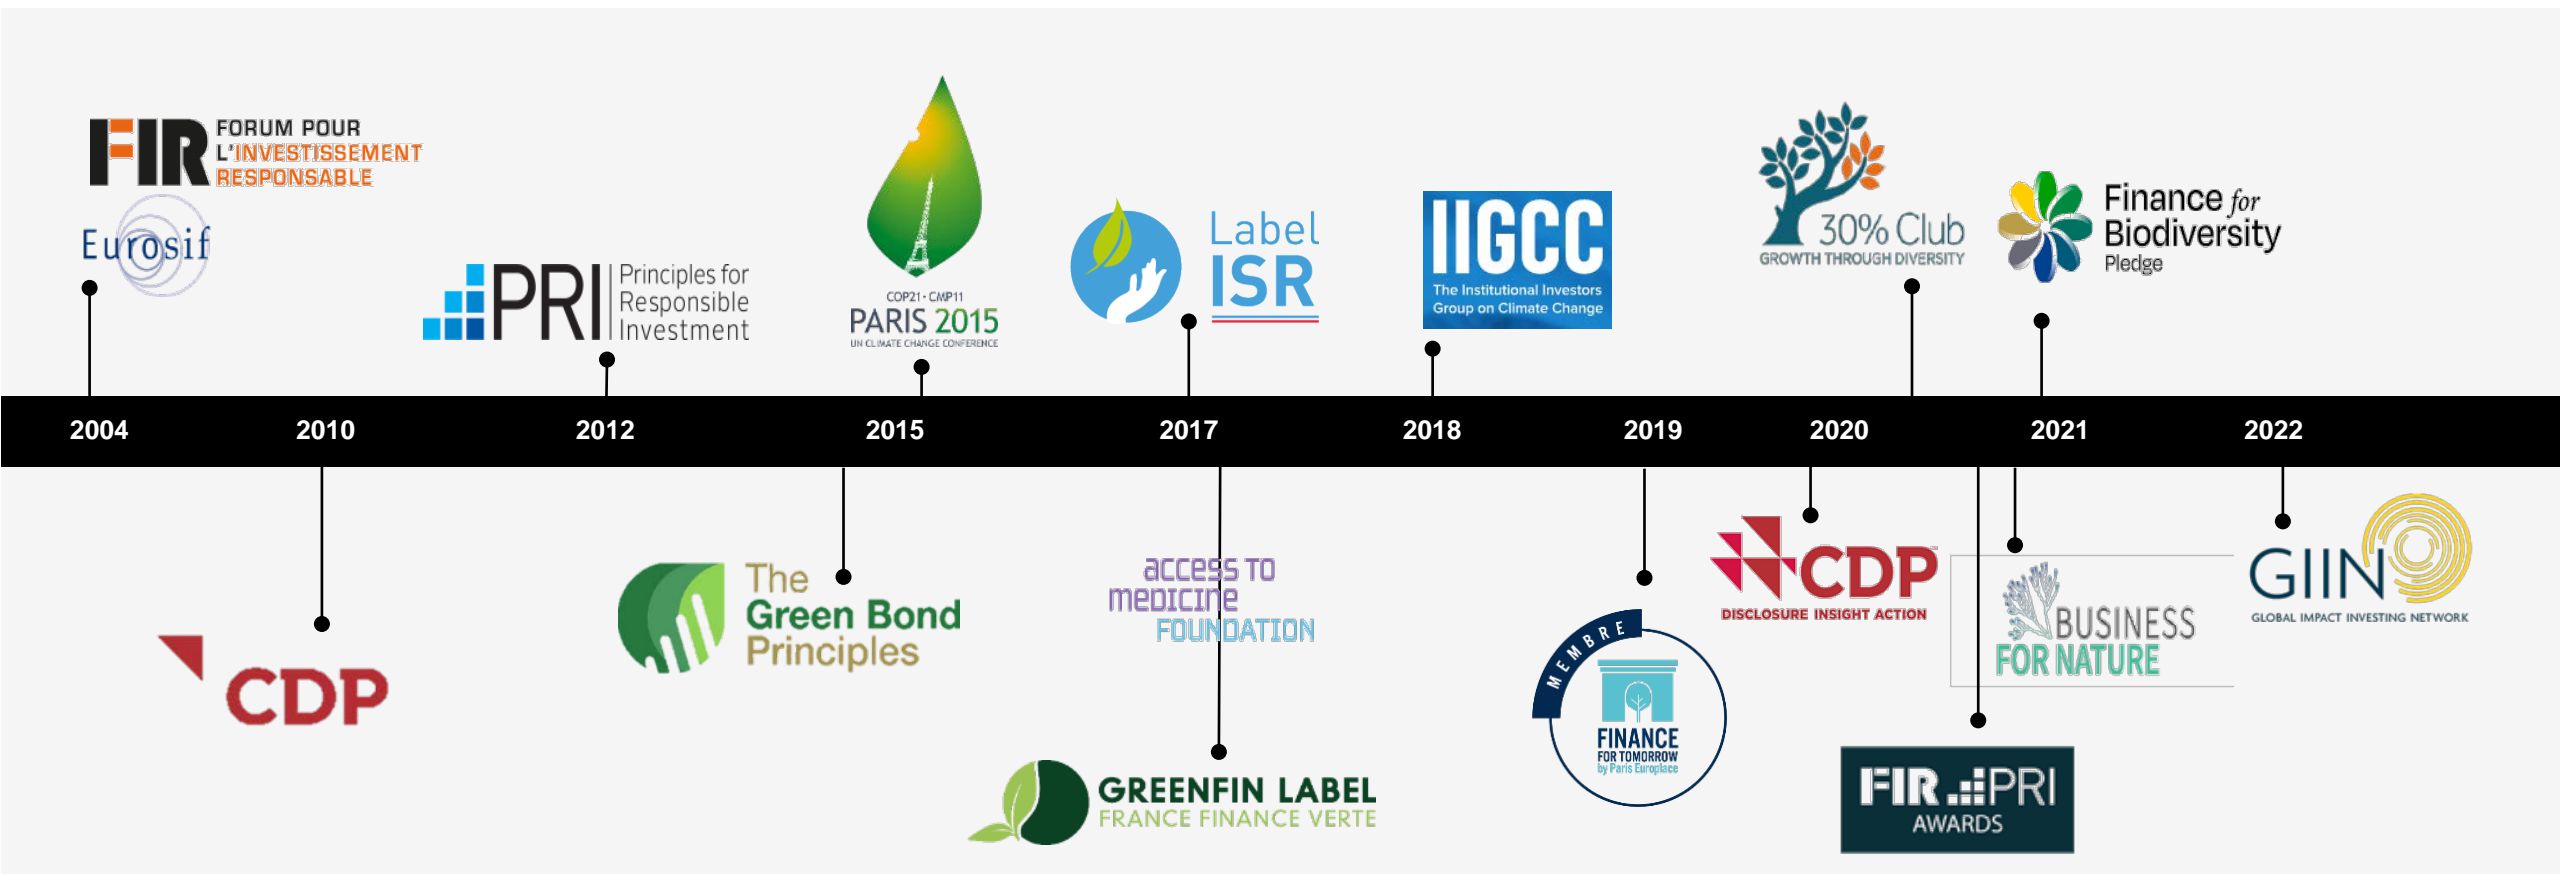 FIR FORUM POUR
L'INVESTISSEMENT
RESPONSABLE
Eurosif
PRI Principles for
Responsible
Investment
COP21 • CMP11
PARIS 2015
UN CLIMATE CHANGE CONFERENCE
Label
ISR
IIGCC
The Institutional Investors
Group on Climate Change
30% Club
GROWTH THROUGH DIVERSITY
Finance for
Biodiversity
Pledge
2004 2010 2012 2015 2017 2018 2019 2020 2021 2022
CDP
The
Green Bond
Principles
access to
medicine
FOUNDATION
GREENFIN LABEL
FRANCE FINANCE VERTE
MEMBRE
FINANCE
FOR TOMORROW
by Paris Europlace
CDP
DISCLOSURE INSIGHT ACTION
BUSINESS
FOR NATURE
FIR PRI
AWARDS
GIIN
GLOBAL IMPACT INVESTING NETWORK